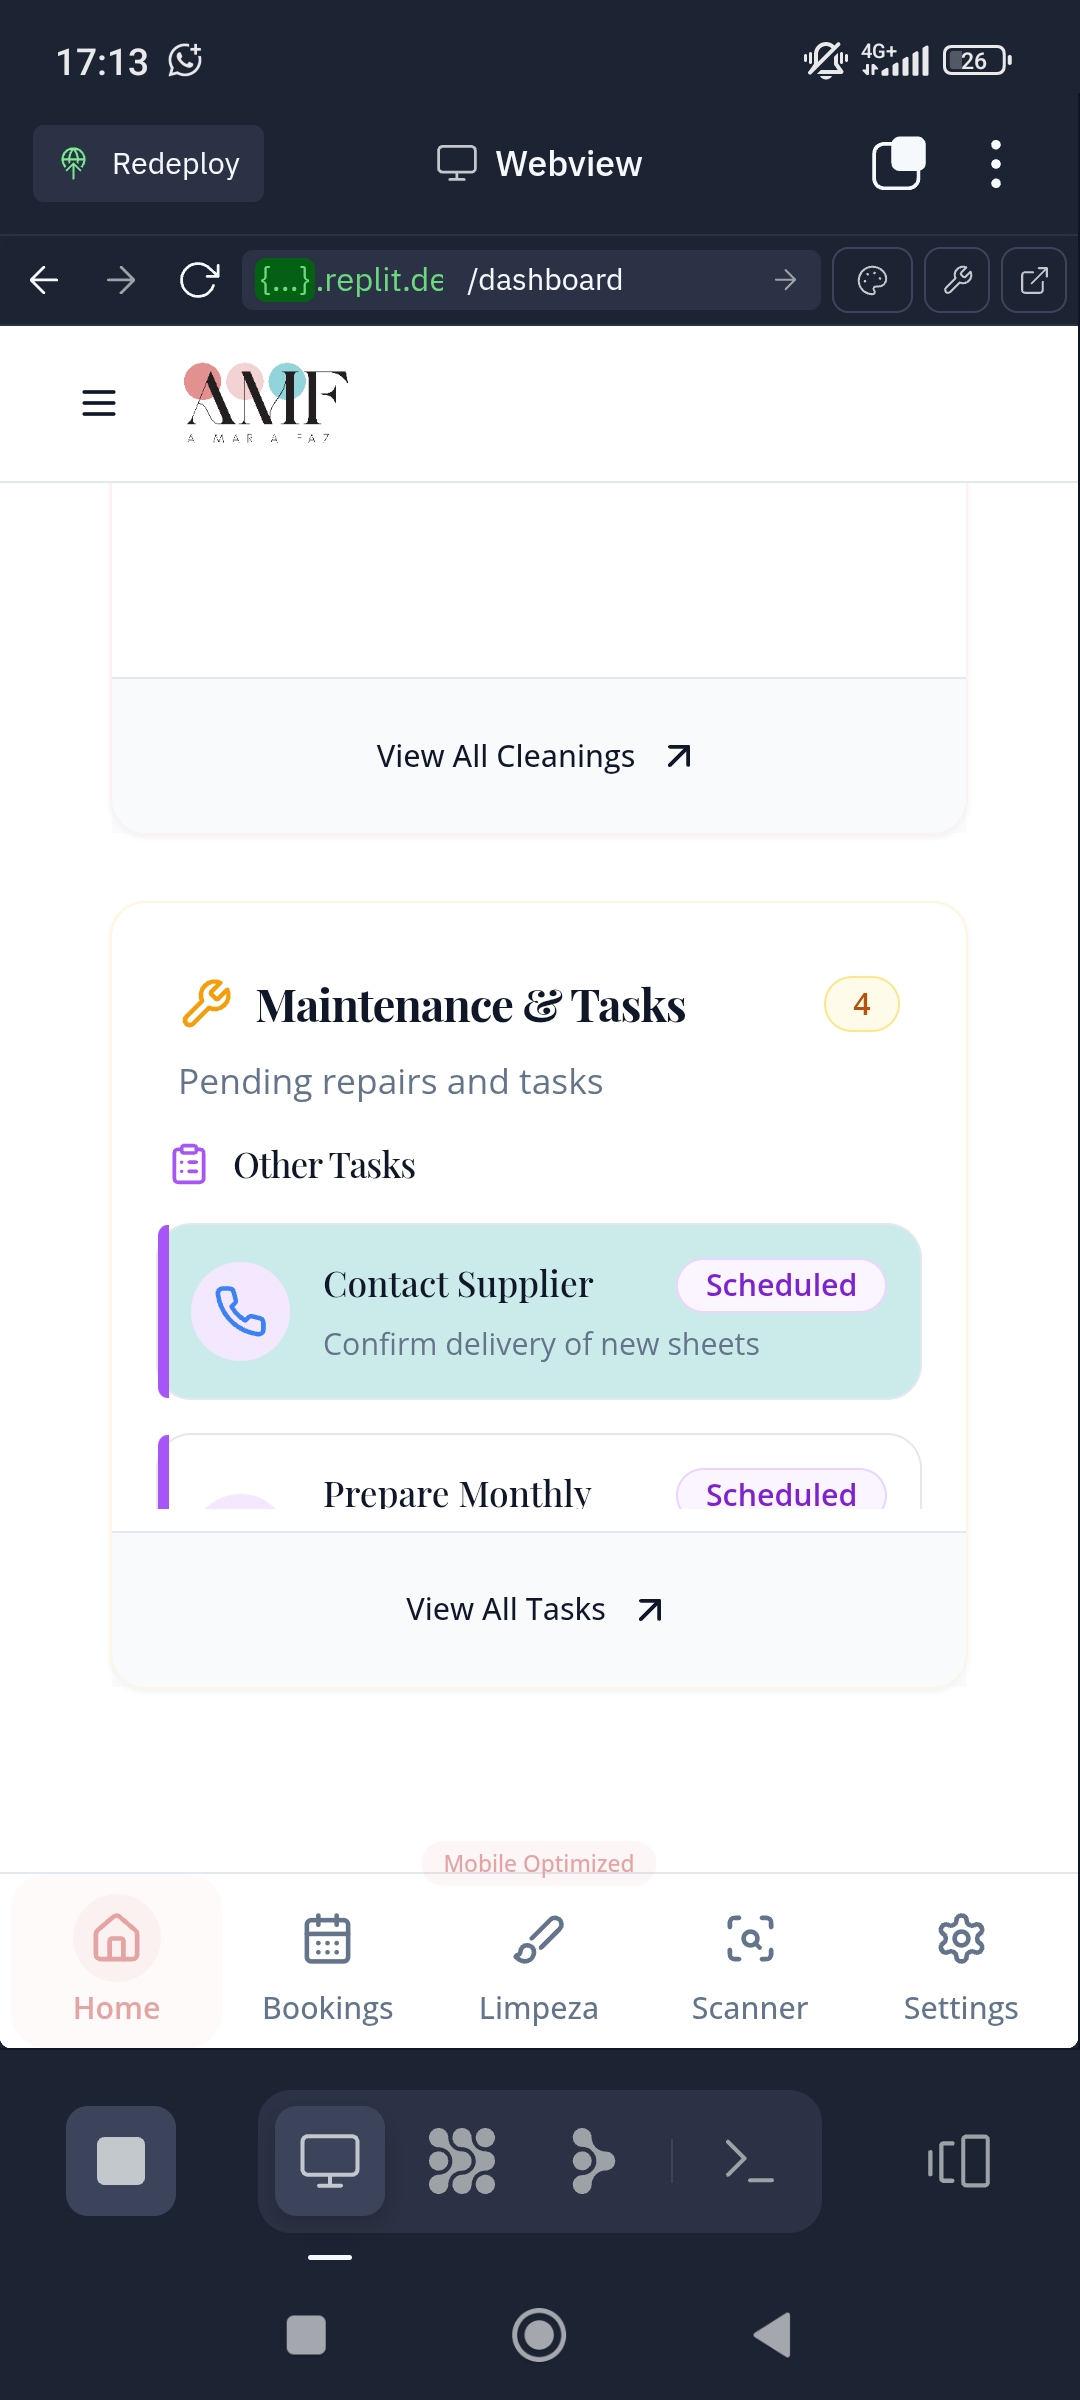 17:13
4G+
26
Redeploy
Webview
{...}.replit.de /dashboard
AMF
A MAR A FAZ
View All Cleanings
Maintenance & Tasks
4
Pending repairs and tasks
Other Tasks
Contact Supplier
Scheduled
Confirm delivery of new sheets
Prepare Monthly
Scheduled
View All Tasks
Mobile Optimized
Home
Bookings
Limpeza
Scanner
Settings